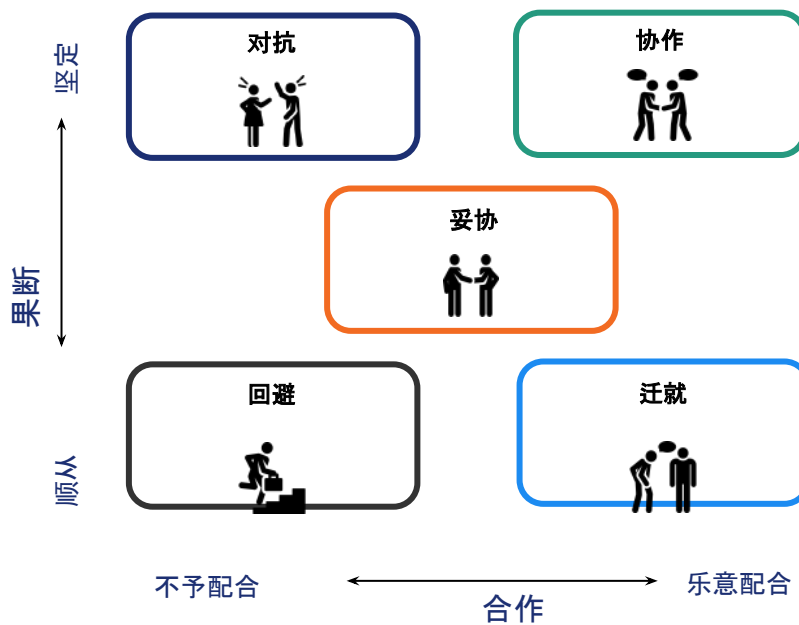 坚定
对抗
协作
妥协
果断
回避
迁就
顺从
不予配合
乐意配合
合作